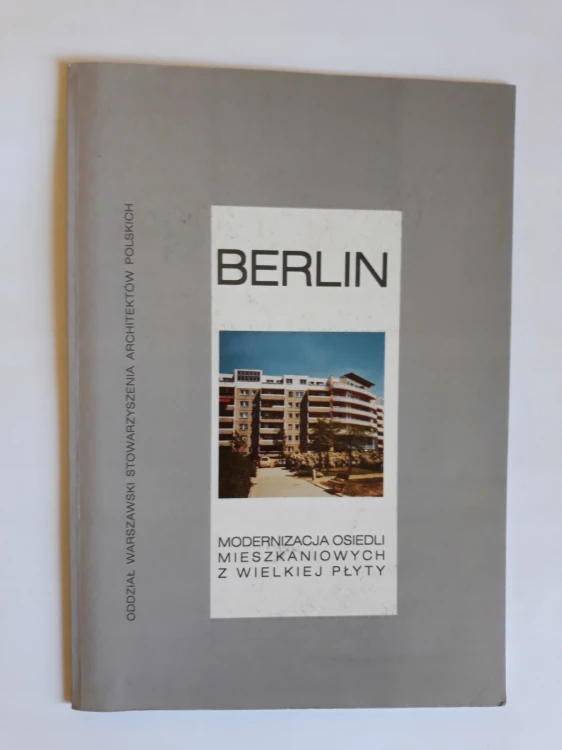 BERLIN
MODERNIZACJA OSIEDLI
MIESZKANIOWYCH
Z WIELKIEJ PŁYTY
ODDZIAŁ WARSZAWSKI STOWARZYSZENIA ARCHITEKTÓW POLSKICH